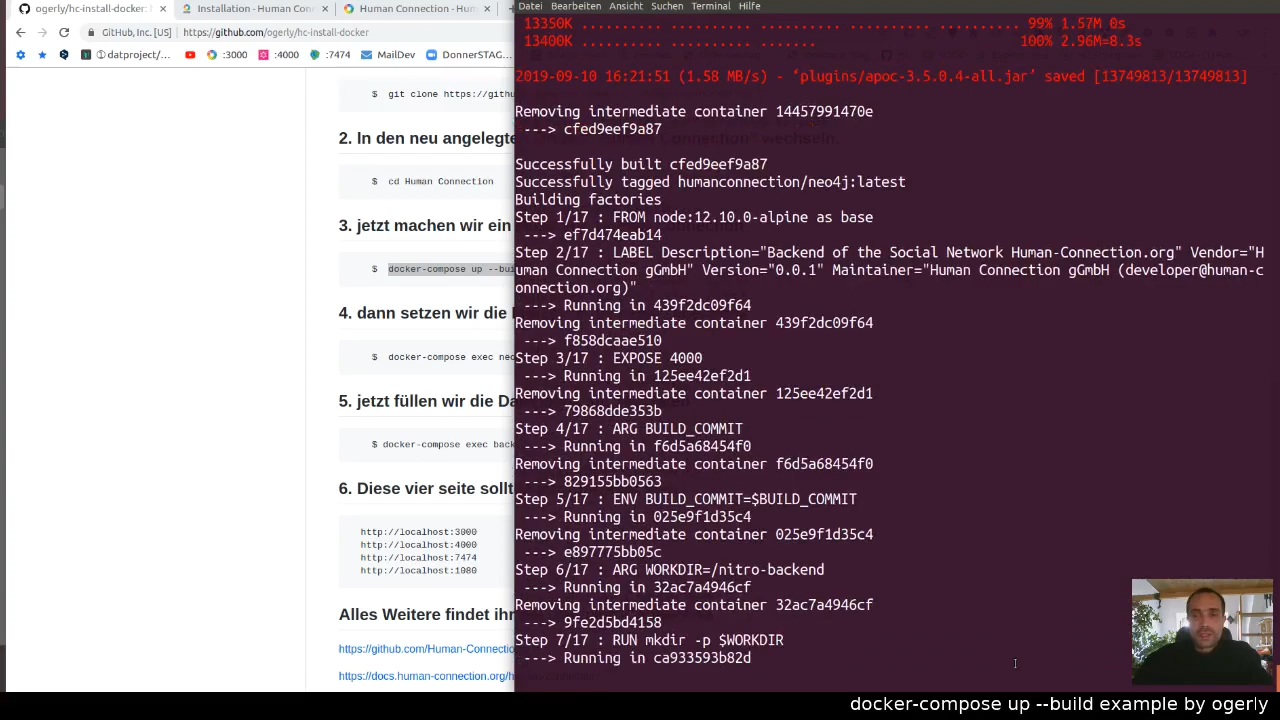 ogerly/hc-install-docker: h
Installation - Human Conn
Human Connection
GitHub, Inc. [US]
https://github.com/ogerly/hc-install-docker
datproject/...
:3000
:4000
:7474
MailDev
DonnerSTAG...
$ git clone https://githu
2. In den neu angelegte
wechseln.
$ cd Human Connection
3. jetzt machen wir ein
$ docker-compose up --bui
4. dann setzen wir die
$ docker-compose exec neo
5. jetzt füllen wir die Da
$ docker-compose exec back
6. Diese vier seite sollt
http://localhost:3000
http://localhost:4000
http://localhost:7474
http://localhost:1080
Alles Weitere findet ihr
https://github.com/Human-Connectio
https://docs.human-connection.org/
Datei Bearbeiten Ansicht Suchen Terminal Hilfe
13350K .......... .......... .......... .......... .......... 99% 1.57M 0s
13400K .......... .......... ....... 100% 2.96M=8.3s
2019-09-10 16:21:51 (1.58 MB/s) - ‘plugins/apoc-3.5.0.4-all.jar’ saved [13749813/13749813]
Removing intermediate container 14457991470e
---> cfed9eef9a87
Successfully built cfed9eef9a87
Successfully tagged humanconnection/neo4j:latest
Building factories
Step 1/17 : FROM node:12.10.0-alpine as base
---> ef7d474eab14
Step 2/17 : LABEL Description="Backend of the Social Network Human-Connection.org" Vendor="H
uman Connection gGmbH" Version="0.0.1" Maintainer="Human Connection gGmbH (developer@human-c
onnection.org)"
---> Running in 439f2dc09f64
Removing intermediate container 439f2dc09f64
---> f858dcaae510
Step 3/17 : EXPOSE 4000
---> Running in 125ee42ef2d1
Removing intermediate container 125ee42ef2d1
---> 79868dde353b
Step 4/17 : ARG BUILD_COMMIT
---> Running in f6d5a68454f0
Removing intermediate container f6d5a68454f0
---> 829155bb0563
Step 5/17 : ENV BUILD_COMMIT=$BUILD_COMMIT
---> Running in 025e9f1d35c4
Removing intermediate container 025e9f1d35c4
---> e897775bb05c
Step 6/17 : ARG WORKDIR=/nitro-backend
---> Running in 32ac7a4946cf
Removing intermediate container 32ac7a4946cf
---> 9fe2d5bd4158
Step 7/17 : RUN mkdir -p $WORKDIR
---> Running in ca933593b82d
docker-compose up --build example by ogerly